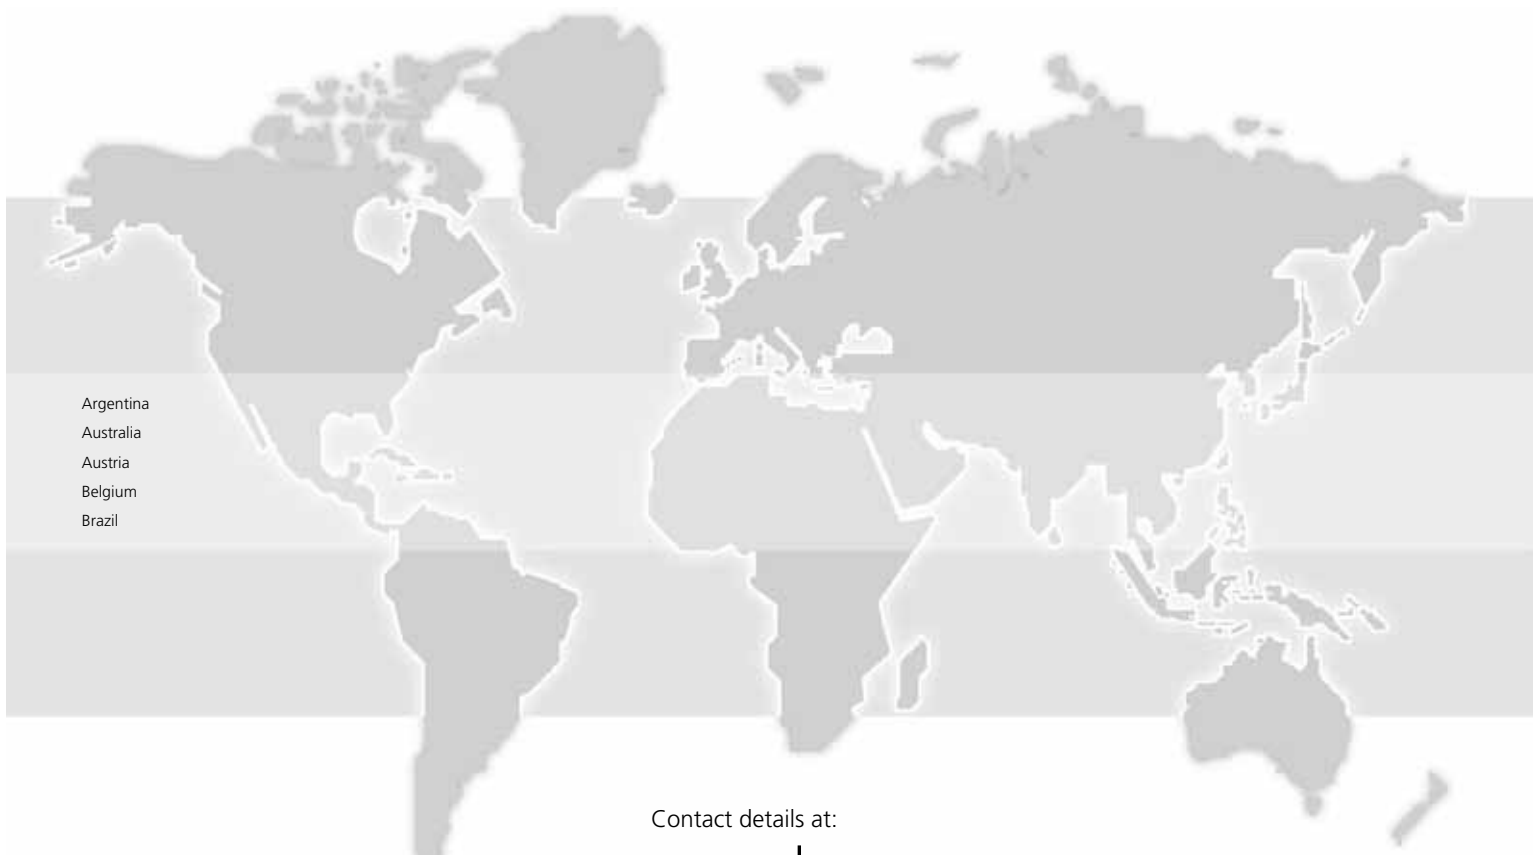 Argentina
Australia
Austria
Belgium
Brazil
Contact details at: